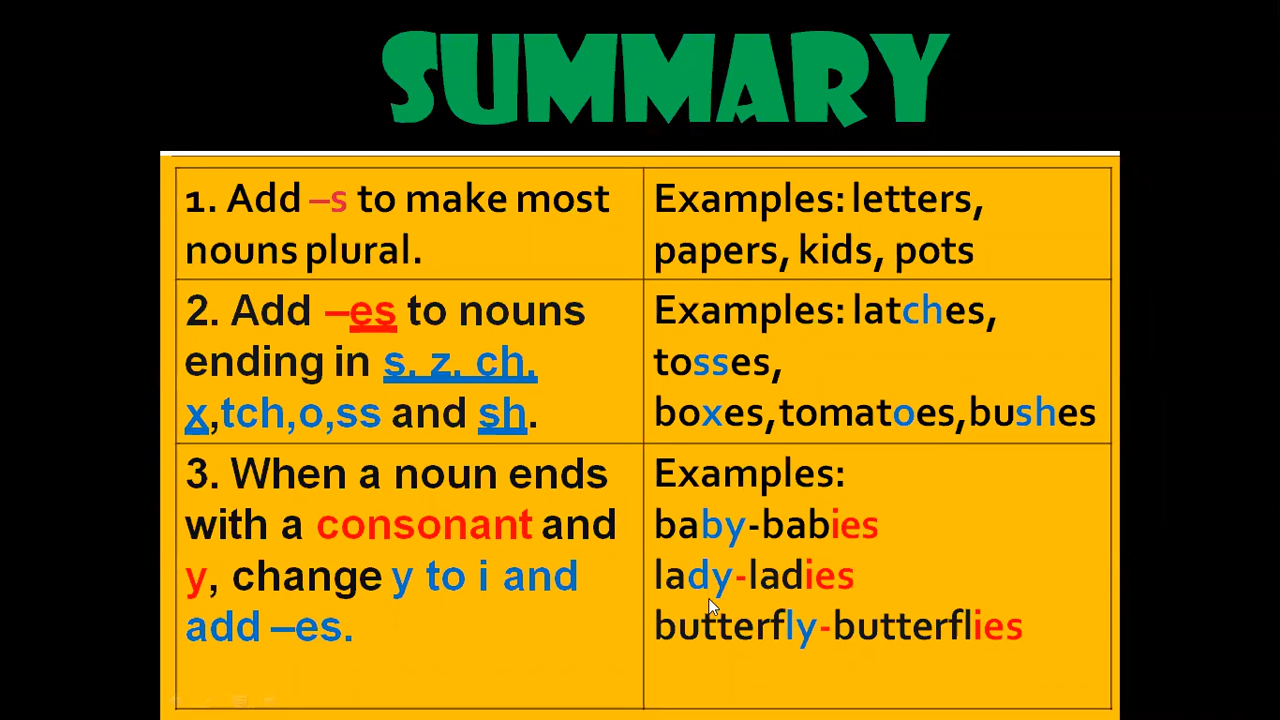 SUMMARY
1. Add –s to make most
nouns plural.
Examples: letters,
papers, kids, pots
2. Add –es to nouns
ending in s, z, ch,
x,tch,o,ss and sh.
Examples: latches,
tosses,
boxes,tomatoes,bushes
3. When a noun ends
with a consonant and
y, change y to i and
add –es.
Examples:
baby-babies
lady-ladies
butterfly-butterflies